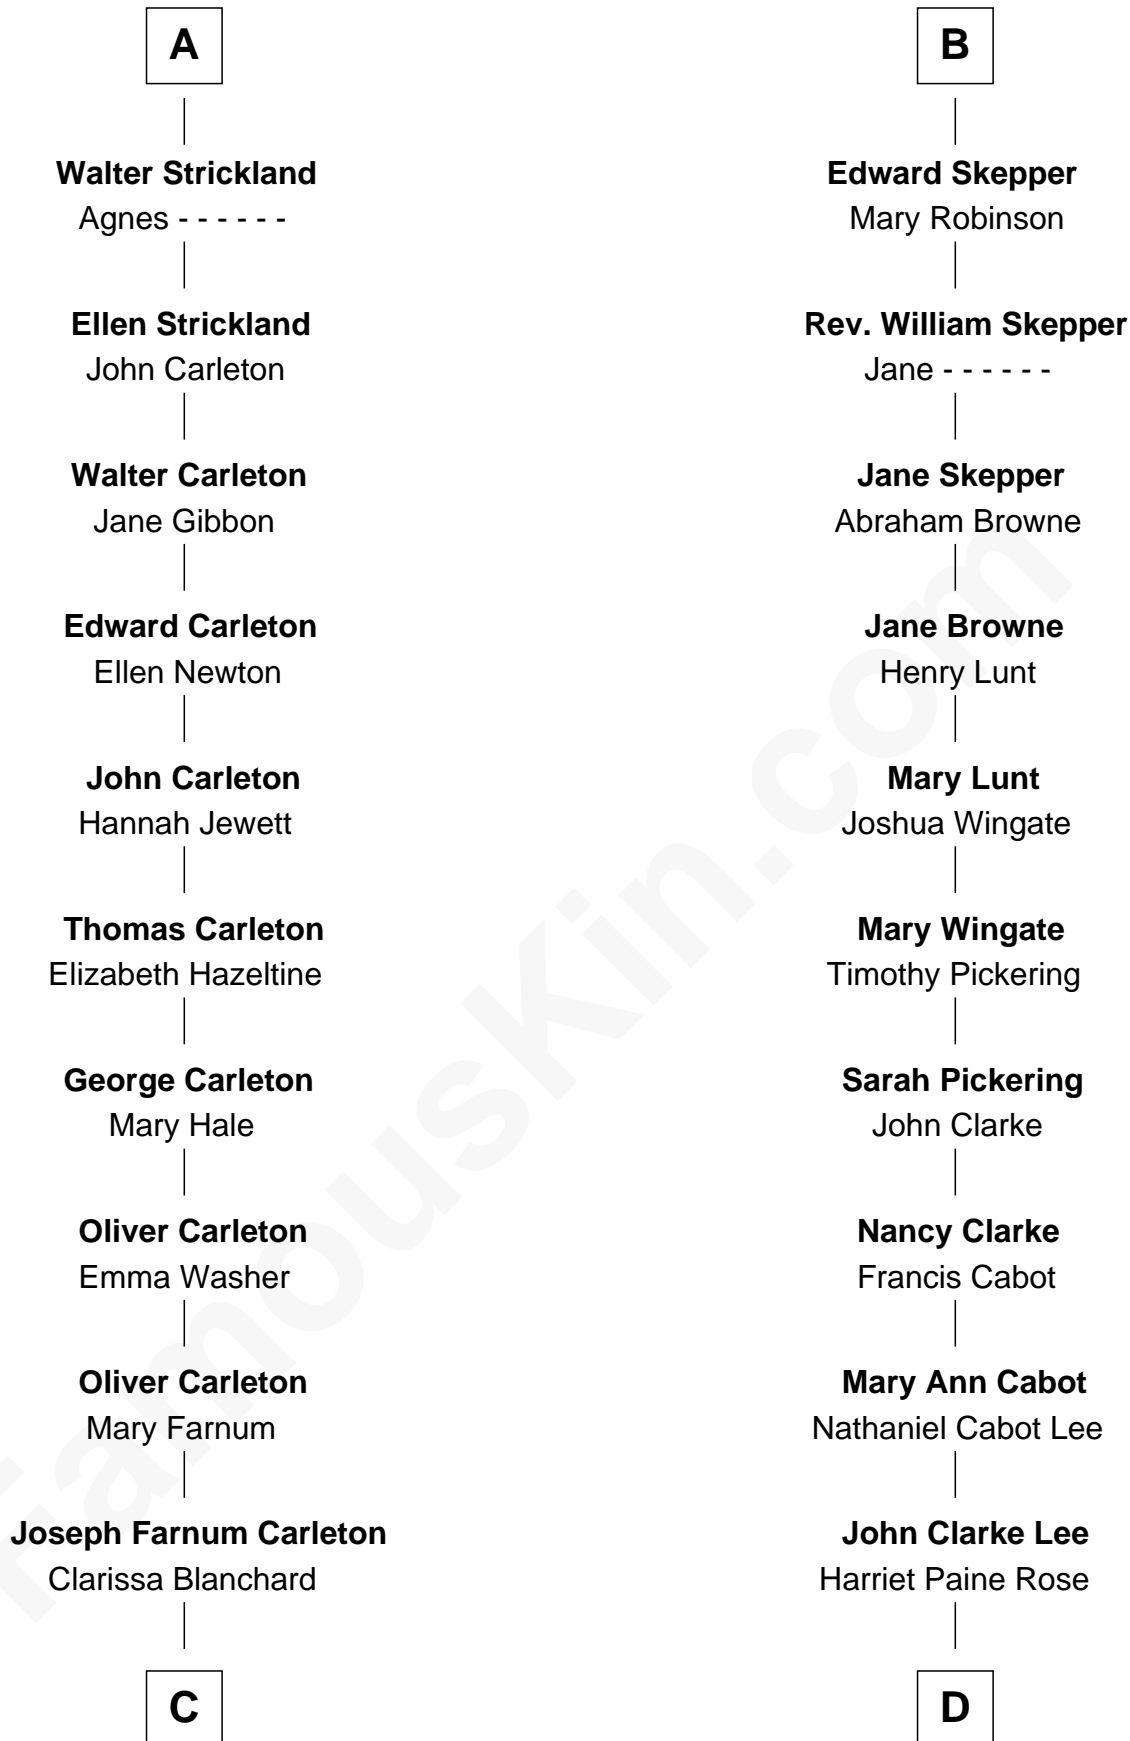 A
Walter Strickland
Agnes - - - - - -
Ellen Strickland
John Carleton
Walter Carleton
Jane Gibbon
Edward Carleton
Ellen Newton
John Carleton
Hannah Jewett
Thomas Carleton
Elizabeth Hazeltine
George Carleton
Mary Hale
Oliver Carleton
Emma Washer
Oliver Carleton
Mary Farnum
Joseph Farnum Carleton
Clarissa Blanchard
C
B
Edward Skepper
Mary Robinson
Rev. William Skepper
Jane - - - - - -
Jane Skepper
Abraham Browne
Jane Browne
Henry Lunt
Mary Lunt
Joshua Wingate
Mary Wingate
Timothy Pickering
Sarah Pickering
John Clarke
Nancy Clarke
Francis Cabot
Mary Ann Cabot
Nathaniel Cabot Lee
John Clarke Lee
Harriet Paine Rose
D
FamousKin.com